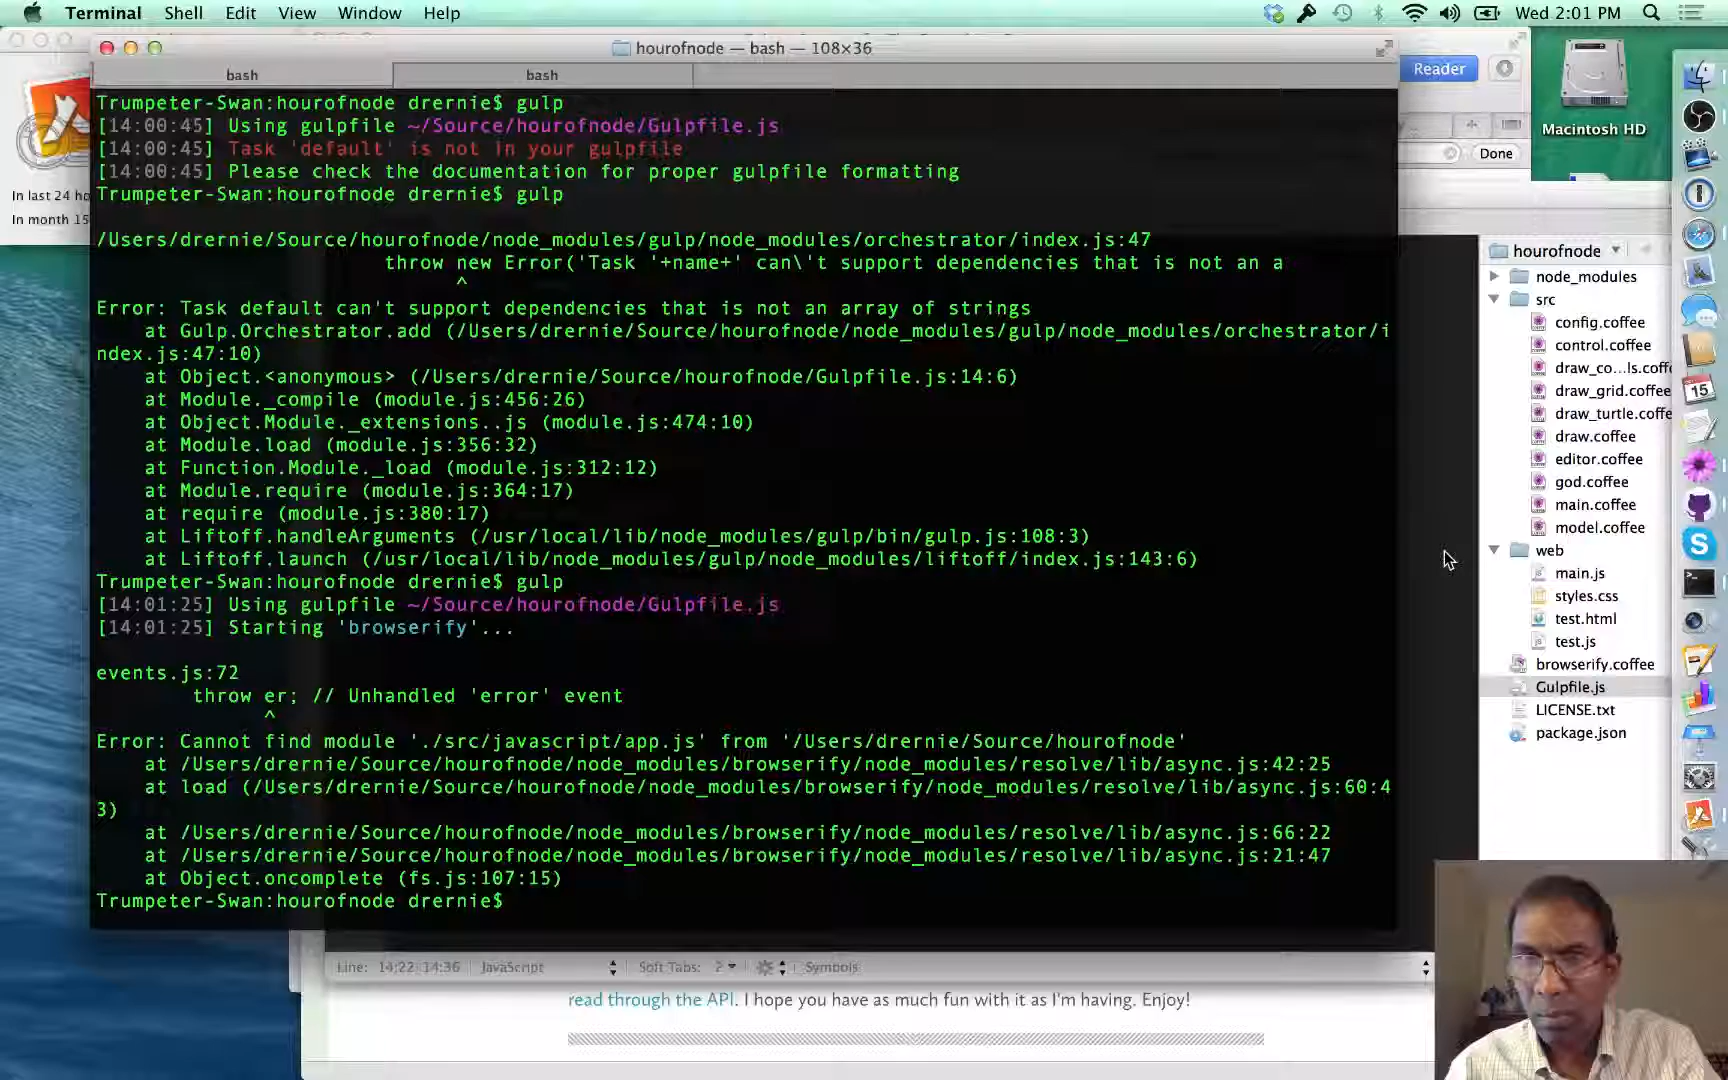 Terminal Shell Edit View Window Help
Wed 2:01 PM
hourofnode — bash — 108×36
bash
bash
Trumpeter-Swan:hourofnode drernie$ gulp
[14:00:45] Using gulpfile ~/Source/hourofnode/Gulpfile.js
[14:00:45] Task 'default' is not in your gulpfile
[14:00:45] Please check the documentation for proper gulpfile formatting
Trumpeter-Swan:hourofnode drernie$ gulp
/Users/drernie/Source/hourofnode/node_modules/gulp/node_modules/orchestrator/index.js:47
throw new Error('Task '+name+' can\'t support dependencies that is not an a
^
Error: Task default can't support dependencies that is not an array of strings
at Gulp.Orchestrator.add (/Users/drernie/Source/hourofnode/node_modules/gulp/node_modules/orchestrator/i
ndex.js:47:10)
at Object.<anonymous> (/Users/drernie/Source/hourofnode/Gulpfile.js:14:6)
at Module._compile (module.js:456:26)
at Object.Module._extensions..js (module.js:474:10)
at Module.load (module.js:356:32)
at Function.Module._load (module.js:312:12)
at Module.require (module.js:364:17)
at require (module.js:380:17)
at Liftoff.handleArguments (/usr/local/lib/node_modules/gulp/bin/gulp.js:108:3)
at Liftoff.launch (/usr/local/lib/node_modules/gulp/node_modules/liftoff/index.js:143:6)
Trumpeter-Swan:hourofnode drernie$ gulp
[14:01:25] Using gulpfile ~/Source/hourofnode/Gulpfile.js
[14:01:25] Starting 'browserify'...
events.js:72
throw er; // Unhandled 'error' event
^
Error: Cannot find module './src/javascript/app.js' from '/Users/drernie/Source/hourofnode'
at /Users/drernie/Source/hourofnode/node_modules/browserify/node_modules/resolve/lib/async.js:42:25
at load (/Users/drernie/Source/hourofnode/node_modules/browserify/node_modules/resolve/lib/async.js:60:4
3)
at /Users/drernie/Source/hourofnode/node_modules/browserify/node_modules/resolve/lib/async.js:66:22
at /Users/drernie/Source/hourofnode/node_modules/browserify/node_modules/resolve/lib/async.js:21:47
at Object.oncomplete (fs.js:107:15)
Trumpeter-Swan:hourofnode drernie$
In last 24 ho
In month 15
Reader
Done
Macintosh HD
hourofnode
node_modules
src
config.coffee
control.coffee
draw_co...ls.coffe
draw_grid.coffee
draw_turtle.coffe
draw.coffee
editor.coffee
god.coffee
main.coffee
model.coffee
web
main.js
styles.css
test.html
test.js
browserify.coffee
Gulpfile.js
LICENSE.txt
package.json
15
Line: 14:22 14:36 JavaScript Soft Tabs: 2 Symbols
read through the API. I hope you have as much fun with it as I'm having. Enjoy!